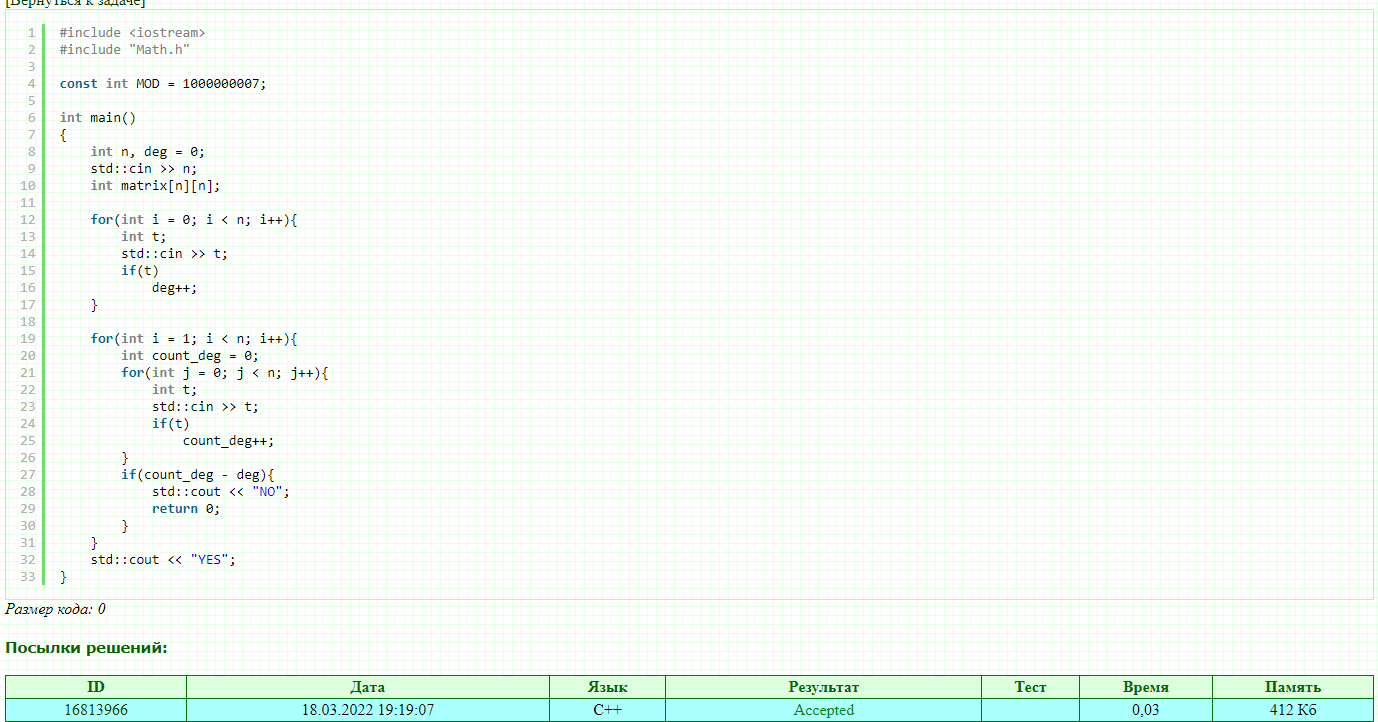 [Вернуться к задаче]
1 #include <iostream>
2 #include "Math.h"
3
4 const int MOD = 1000000007;
5
6 int main()
7 {
8     int n, deg = 0;
9     std::cin >> n;
10     int matrix[n][n];
11
12     for(int i = 0; i < n; i++){
13         int t;
14         std::cin >> t;
15         if(t)
16             deg++;
17     }
18
19     for(int i = 1; i < n; i++){
20         int count_deg = 0;
21         for(int j = 0; j < n; j++){
22             int t;
23             std::cin >> t;
24             if(t)
25                 count_deg++;
26         }
27         if(count_deg - deg){
28             std::cout << "NO";
29             return 0;
30         }
31     }
32     std::cout << "YES";
33 }
Размер кода: 0
Посылки решений:
ID Дата Язык Результат Тест Время Память
16813966 18.03.2022 19:19:07 C++ Accepted 0,03 412 Кб